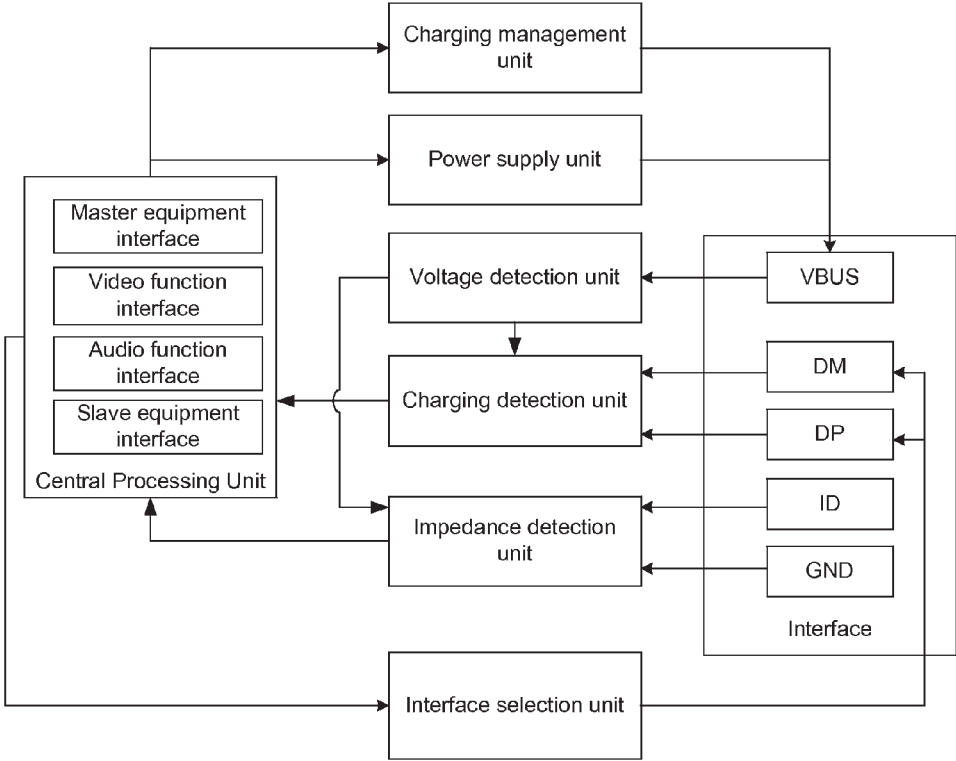 Charging management
unit
Power supply unit
Master equipment
interface
Video function
interface
Audio function
interface
Slave equipment
interface
Central Processing Unit
Voltage detection unit
Charging detection unit
Impedance detection
unit
Interface selection unit
VBUS
DM
DP
ID
GND
Interface